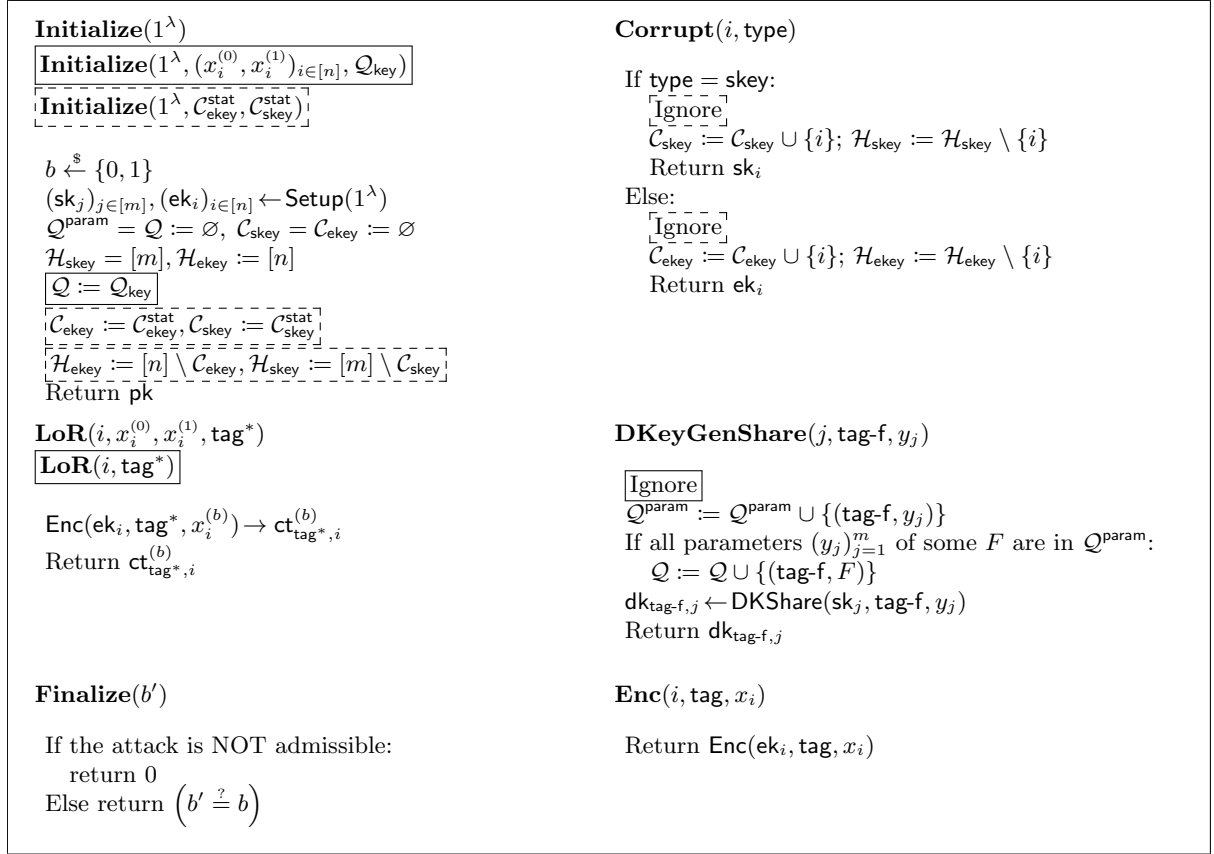 Initialize(1^λ)
Initialize(1^λ, (x_i^{(0)}, x_i^{(1)})_{i∈[n]}, 𝒬_key)
Initialize(1^λ, 𝒞_ekey^stat, 𝒞_skey^stat)
b ←^$ {0, 1}
(sk_j)_{j∈[m]}, (ek_i)_{i∈[n]} ← Setup(1^λ)
𝒬^param = 𝒬 := ∅, 𝒞_skey = 𝒞_ekey := ∅
ℋ_skey = [m], ℋ_ekey := [n]
𝒬 := 𝒬_key
𝒞_ekey := 𝒞_ekey^stat, 𝒞_skey := 𝒞_skey^stat
ℋ_ekey := [n] \ 𝒞_ekey, ℋ_skey := [m] \ 𝒞_skey
Return pk
Corrupt(i, type)
If type = skey:
Ignore
𝒞_skey := 𝒞_skey ∪ {i}; ℋ_skey := ℋ_skey \ {i}
Return sk_i
Else:
Ignore
𝒞_ekey := 𝒞_ekey ∪ {i}; ℋ_ekey := ℋ_ekey \ {i}
Return ek_i
LoR(i, x_i^{(0)}, x_i^{(1)}, tag*)
LoR(i, tag*)
Enc(ek_i, tag*, x_i^{(b)}) → ct_{tag*,i}^{(b)}
Return ct_{tag*,i}^{(b)}
DKeyGenShare(j, tag-f, y_j)
Ignore
𝒬^param := 𝒬^param ∪ {(tag-f, y_j)}
If all parameters (y_j)_{j=1}^m of some F are in 𝒬^param:
𝒬 := 𝒬 ∪ {(tag-f, F)}
dk_{tag-f,j} ← DKShare(sk_j, tag-f, y_j)
Return dk_{tag-f,j}
Finalize(b′)
If the attack is NOT admissible:
return 0
Else return (b′ =^? b)
Enc(i, tag, x_i)
Return Enc(ek_i, tag, x_i)